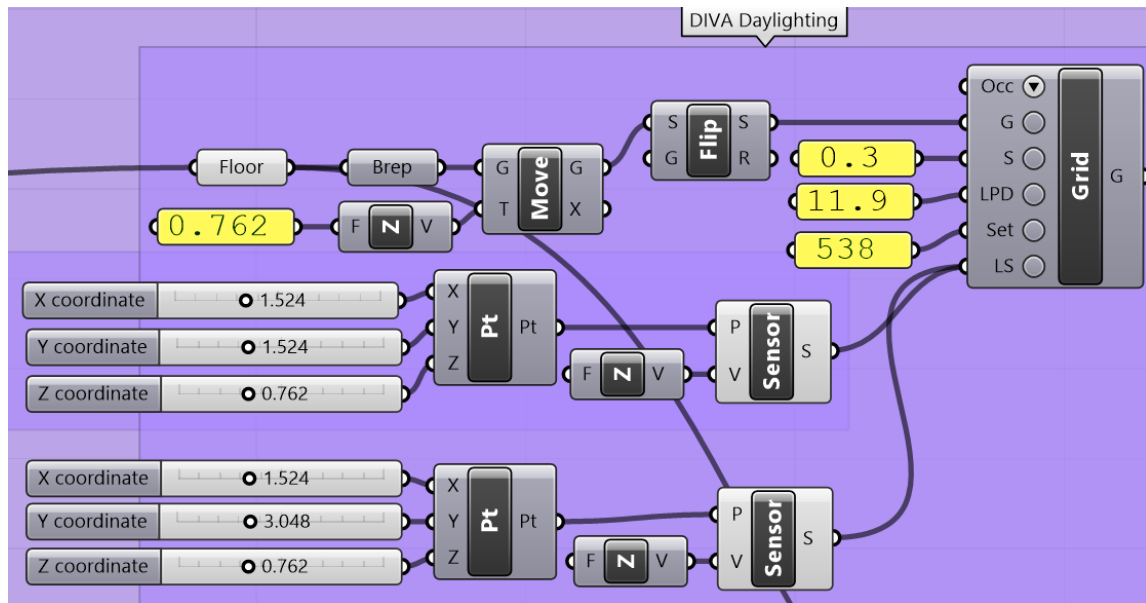 DIVA Daylighting
Occ
G
S
LPD
Set
LS
Grid
G
S
G
Flip
S
R
0.3
11.9
538
Floor
Brep
G
T
Move
G
X
0.762
F
Z
V
X coordinate 1.524
Y coordinate 1.524
Z coordinate 0.762
X
Y
Z
Pt
Pt
F
Z
V
P
V
Sensor
S
X coordinate 1.524
Y coordinate 3.048
Z coordinate 0.762
X
Y
Z
Pt
Pt
F
Z
V
P
V
Sensor
S